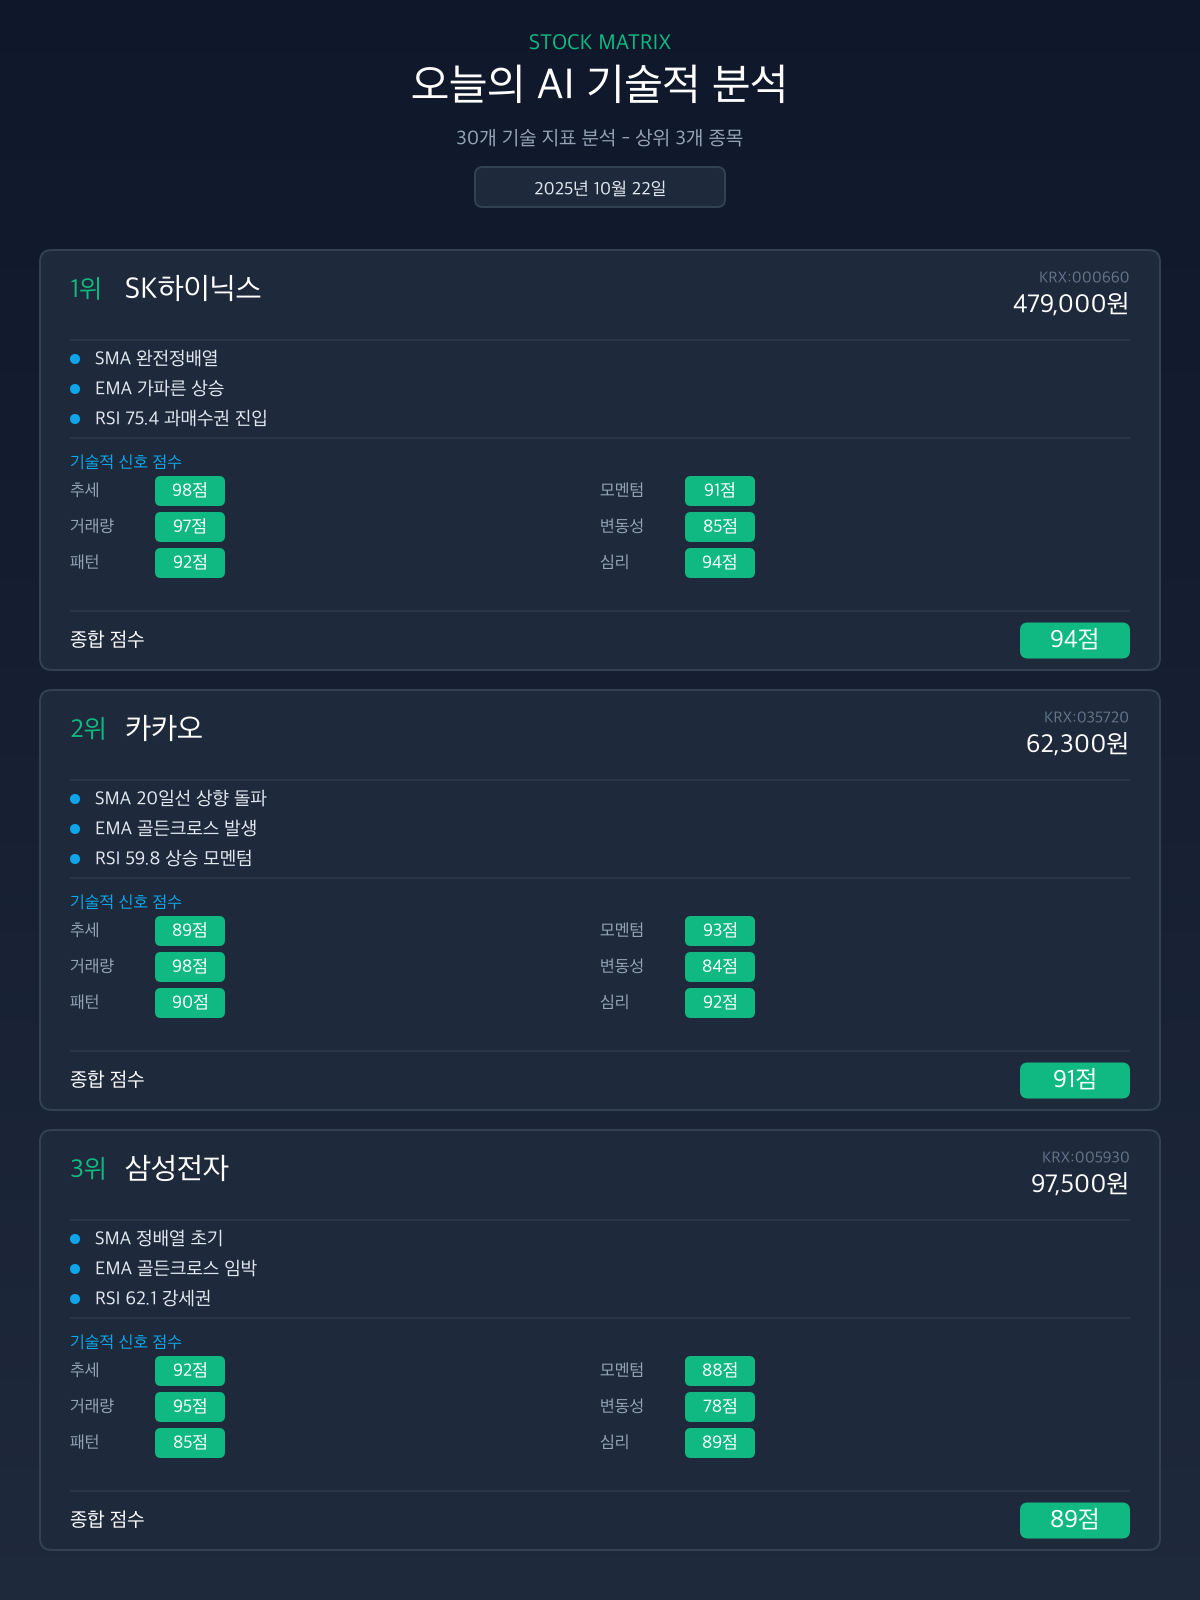 STOCK MATRIX
오늘의 AI 기술적 분석
30개 기술 지표 분석 - 상위 3개 종목
2025년 10월 22일
1위 SK하이닉스
KRX:000660
479,000원
SMA 완전정배열
EMA 가파른 상승
RSI 75.4 과매수권 진입
기술적 신호 점수
추세 98점 모멘텀 91점
거래량 97점 변동성 85점
패턴 92점 심리 94점
종합 점수 94점
2위 카카오
KRX:035720
62,300원
SMA 20일선 상향 돌파
EMA 골든크로스 발생
RSI 59.8 상승 모멘텀
기술적 신호 점수
추세 89점 모멘텀 93점
거래량 98점 변동성 84점
패턴 90점 심리 92점
종합 점수 91점
3위 삼성전자
KRX:005930
97,500원
SMA 정배열 초기
EMA 골든크로스 임박
RSI 62.1 강세권
기술적 신호 점수
추세 92점 모멘텀 88점
거래량 95점 변동성 78점
패턴 85점 심리 89점
종합 점수 89점